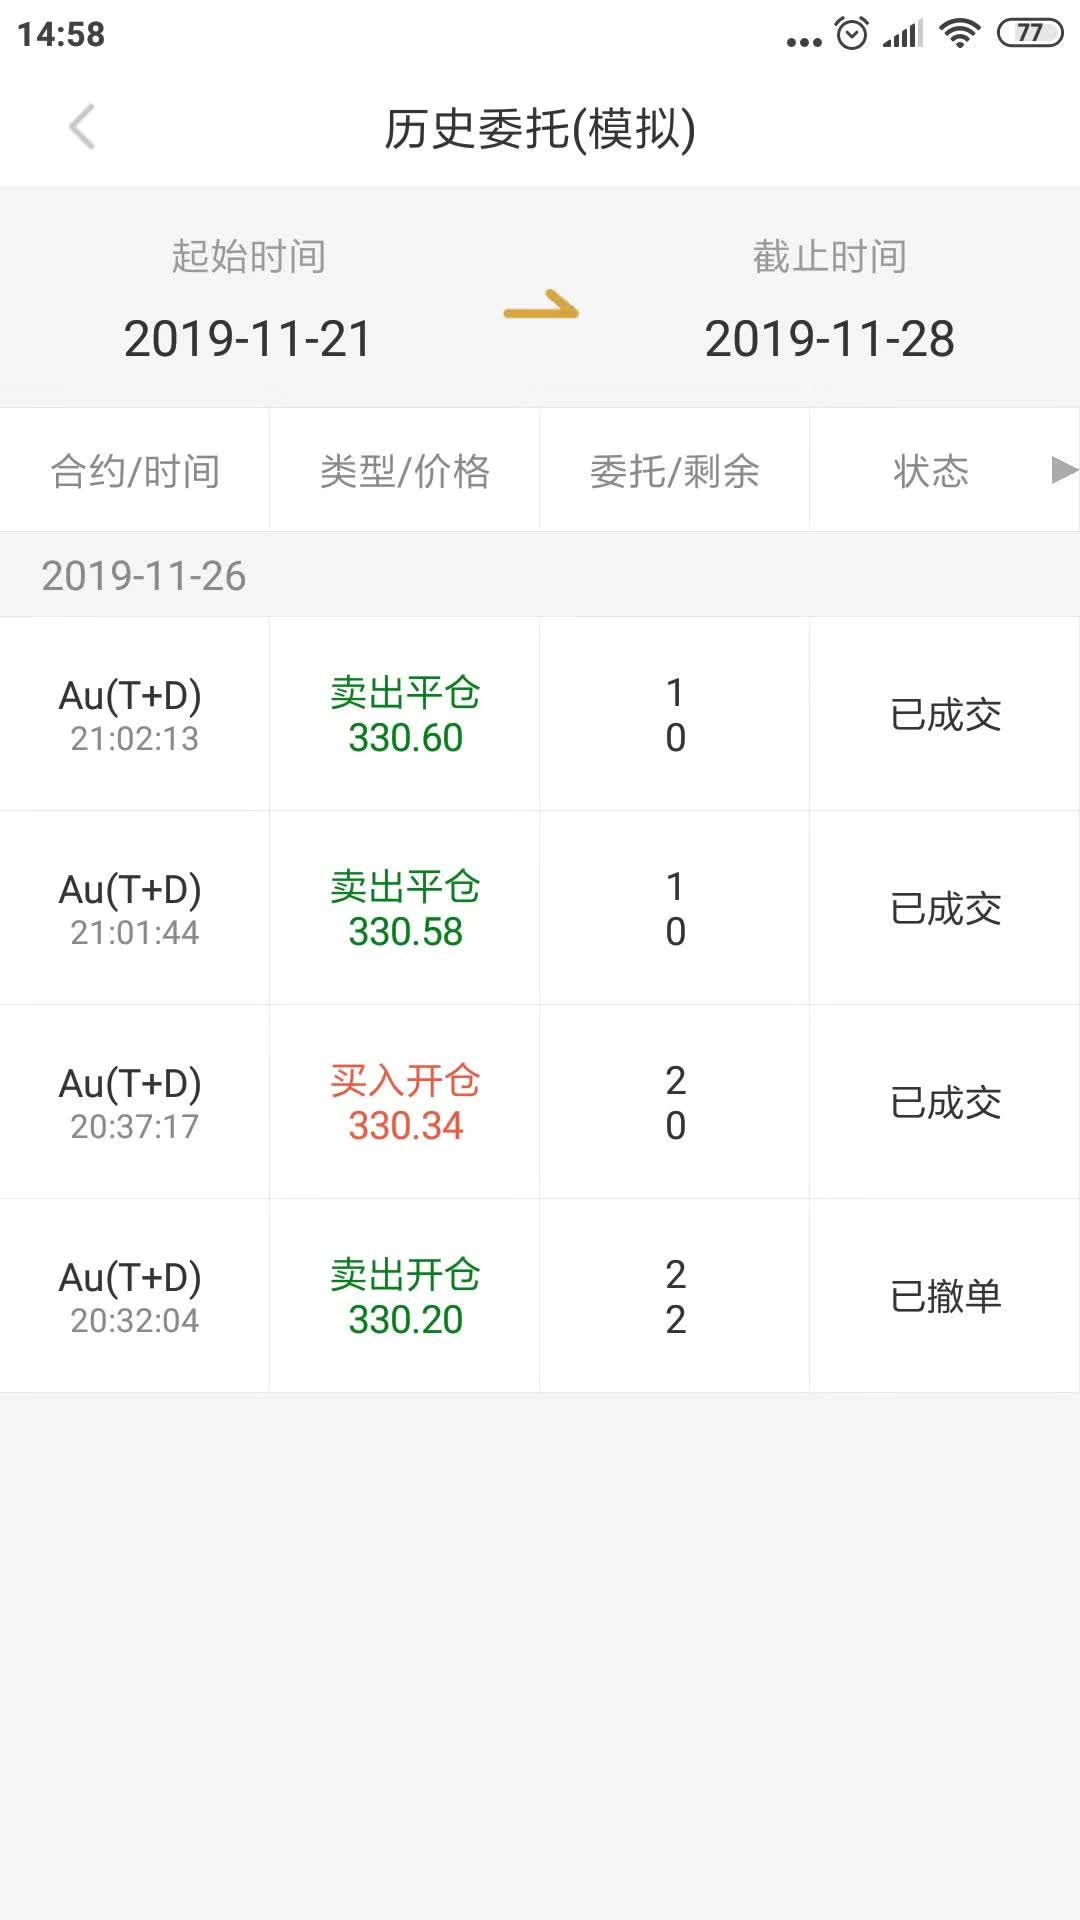 14:58
77
历史委托(模拟)
起始时间 截止时间
2019-11-21 2019-11-28
合约/时间 类型/价格 委托/剩余 状态
2019-11-26
Au(T+D) 卖出平仓 1 已成交
21:02:13 330.60 0
Au(T+D) 卖出平仓 1 已成交
21:01:44 330.58 0
Au(T+D) 买入开仓 2 已成交
20:37:17 330.34 0
Au(T+D) 卖出开仓 2 已撤单
20:32:04 330.20 2